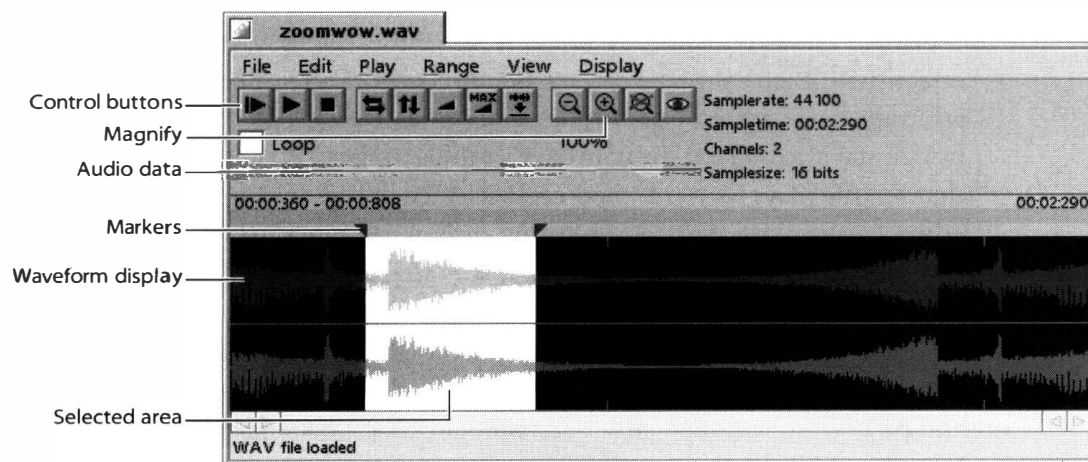 zoomwow.wav
File Edit Play Range View Display
Control buttons
MAX
Samplerate: 44100
Magnify
Sampletime: 00:02:290
Loop
100%
Channels: 2
Audio data
Samplesize: 16 bits
00:00:360 - 00:00:808
00:02:290
Markers
Waveform display
Selected area
WAV file loaded